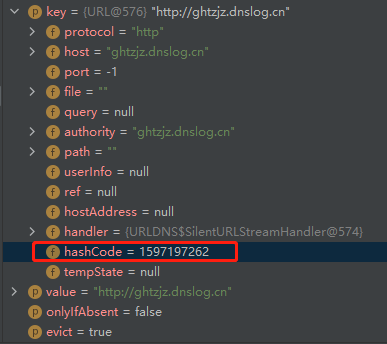 p key = {URL@576} "http://ghtzjz.dnslog.cn"
f protocol = "http"
f host = "ghtzjz.dnslog.cn"
f port = -1
f file = ""
f query = null
f authority = "ghtzjz.dnslog.cn"
f path = ""
f userInfo = null
f ref = null
f hostAddress = null
f handler = {URLDNS$SilentURLStreamHandler@574}
f hashCode = 1597197262
f tempState = null
p value = "http://ghtzjz.dnslog.cn"
p onlyIfAbsent = false
p evict = true